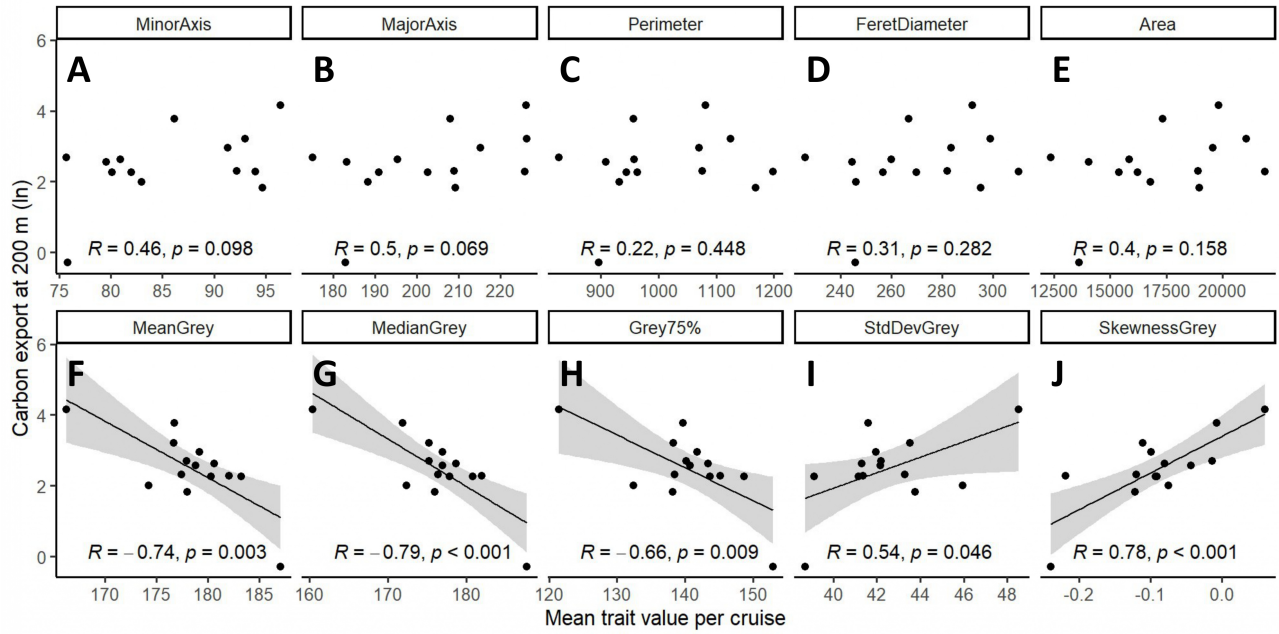 MinorAxis MajorAxis Perimeter FeretDiameter Area
A B C D E
6
4
2
0
R = 0.46, p = 0.098 R = 0.5, p = 0.069 R = 0.22, p = 0.448 R = 0.31, p = 0.282 R = 0.4, p = 0.158
75 80 85 90 95 180 190 200 210 220 900 1000 1100 1200 240 260 280 300 12500 15000 17500 20000
MeanGrey MedianGrey Grey75% StdDevGrey SkewnessGrey
F G H I J
6
4
2
0
R = −0.74, p = 0.003 R = −0.79, p < 0.001 R = −0.66, p = 0.009 R = 0.54, p = 0.046 R = 0.78, p < 0.001
170 175 180 185 160 170 180 120 130 140 150 40 42 44 46 48 -0.2 -0.1 0.0
Carbon export at 200 m (ln)
Mean trait value per cruise